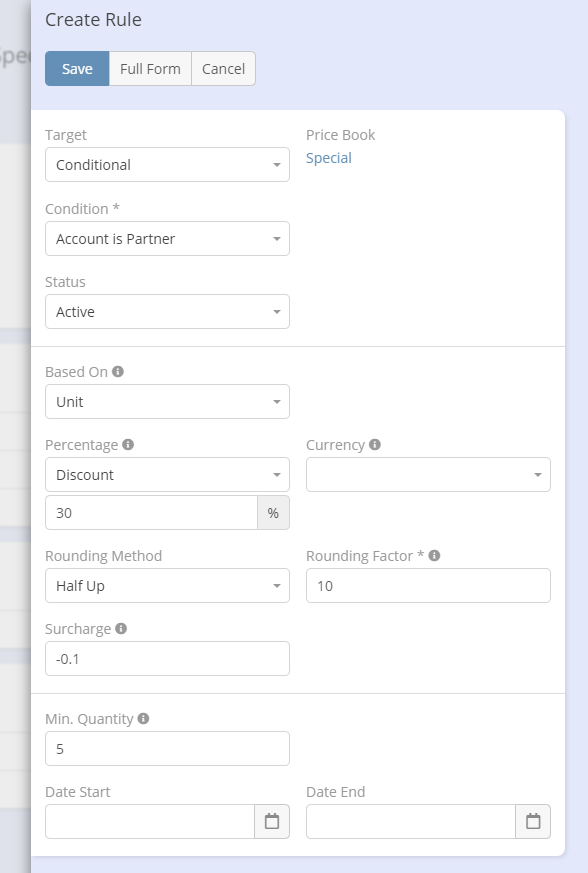 Create Rule
Spe
Save Full Form Cancel
Target Price Book
Conditional Special
Condition *
Account is Partner
Status
Active
Based On
Unit
Percentage Currency
Discount
30 %
Rounding Method Rounding Factor *
Half Up 10
Surcharge
-0.1
Min. Quantity
5
Date Start Date End